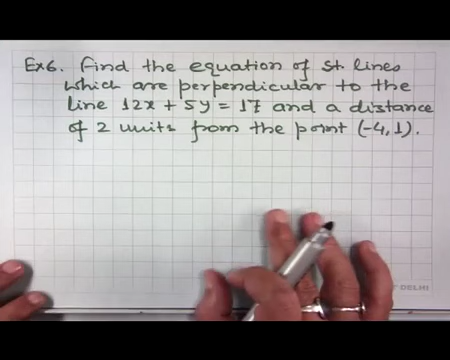 Ex6. Find the equation of st. lines
which are perpendicular to the
line 12x + 5y = 17 and a distance
of 2 units from the point (-4, 1).
DELHI